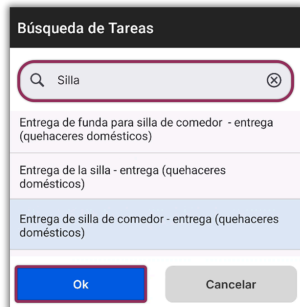 Búsqueda de Tareas
Silla
Entrega de funda para silla de comedor - entrega
(quehaceres domésticos)
Entrega de la silla - entrega (quehaceres
domésticos)
Entrega de silla de comedor - entrega (quehaceres
domésticos)
Ok Cancelar